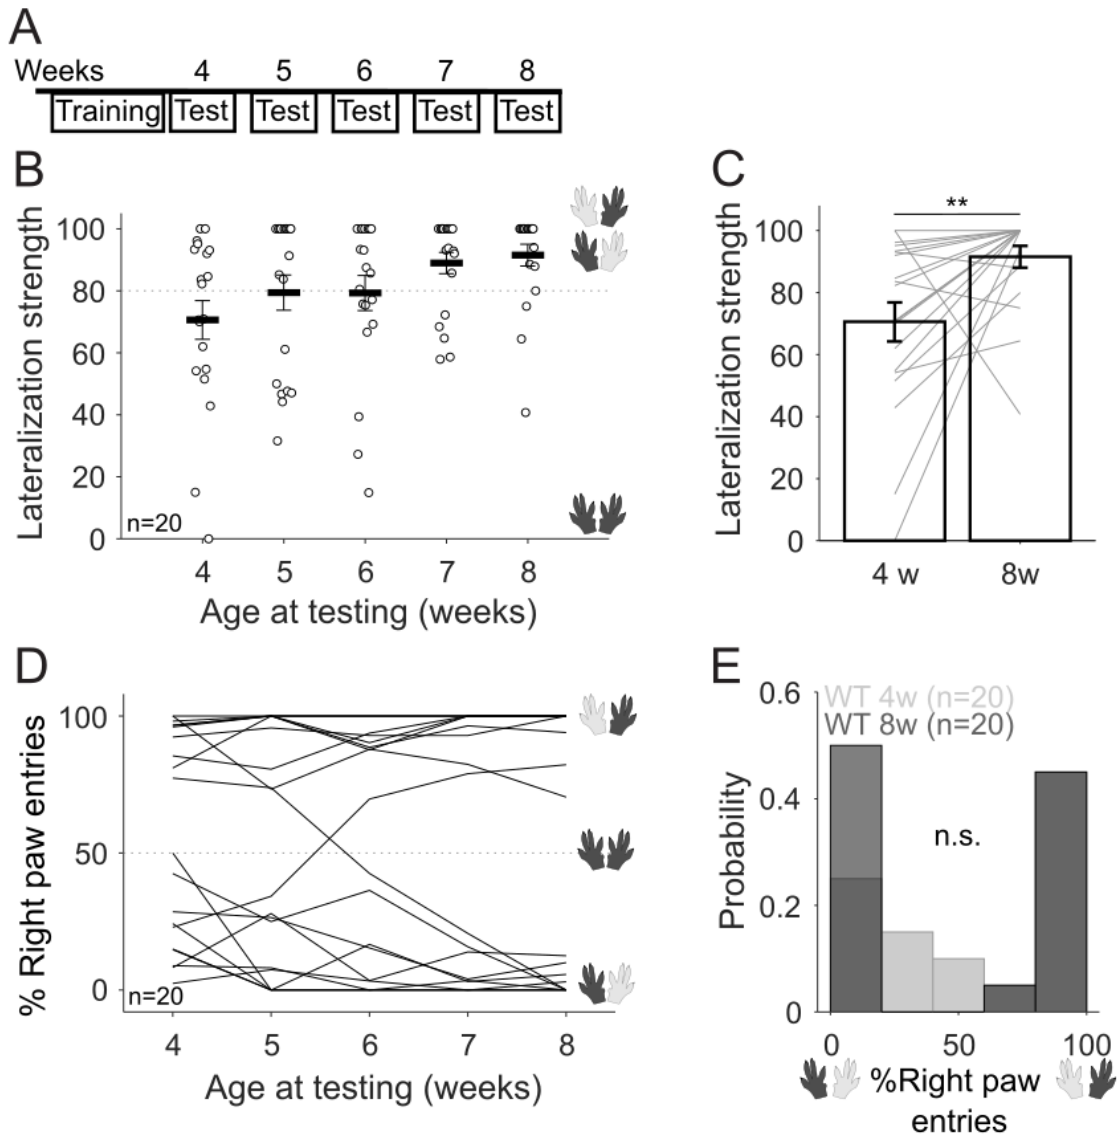 A
Weeks 4 5 6 7 8
Training Test Test Test Test Test
B
Lateralization strength
100
80
60
40
20
0
n=20
4 5 6 7 8
Age at testing (weeks)
C
Lateralization strength
**
100
80
60
40
20
0
4 w 8w
D
% Right paw entries
100
50
0
n=20
4 5 6 7 8
Age at testing (weeks)
E
Probability
WT 4w (n=20)
WT 8w (n=20)
0.6
0.4
0.2
0
n.s.
0 50 100
%Right paw
entries